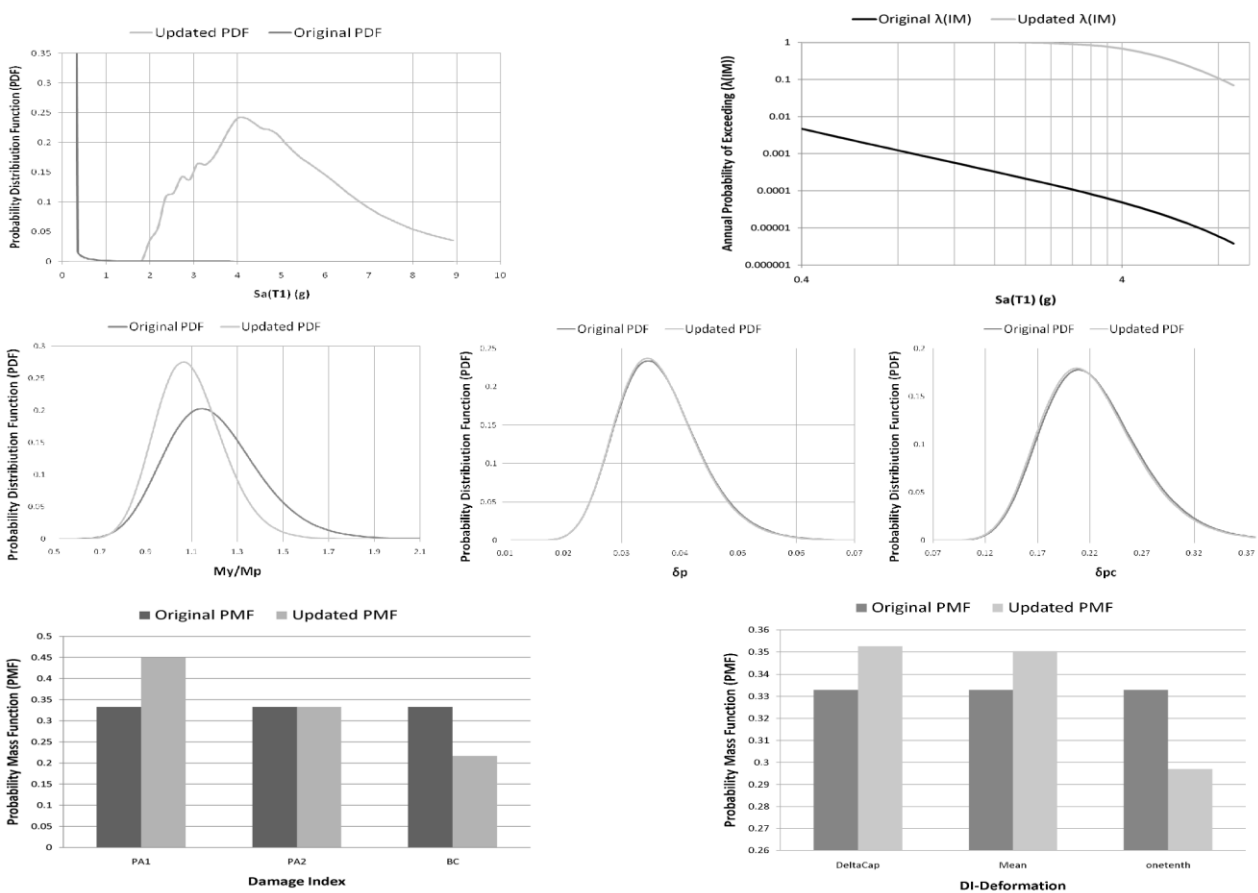 Updated PDF Original PDF
Probability Distribiution Function (PDF)
0.35
0.3
0.25
0.2
0.15
0.1
0.05
0
0 1 2 3 4 5 6 7 8 9 10
Sa(T1) (g)
Original λ(IM) Updated λ(IM)
Annual Probability of Exceeding (λ(IM))
1
0.1
0.01
0.001
0.0001
0.00001
0.000001
0.4 4
Sa(T1) (g)
Original PDF Updated PDF
Probability Distribiution Function (PDF)
0.3
0.25
0.2
0.15
0.1
0.05
0
0.5 0.7 0.9 1.1 1.3 1.5 1.7 1.9 2.1
My/Mp
Original PDF Updated PDF
Probability Distribiution Function (PDF)
0.25
0.2
0.15
0.1
0.05
0
0.01 0.02 0.03 0.04 0.05 0.06 0.07
δp
Original PDF Updated PDF
Probability Distribiution Function (PDF)
0.2
0.15
0.1
0.05
0
0.07 0.12 0.17 0.22 0.27 0.32 0.37
δpc
Original PMF Updated PMF
Probability Mass Function (PMF)
0.5
0.45
0.4
0.35
0.3
0.25
0.2
0.15
0.1
0.05
0
PA1 PA2 BC
Damage Index
Original PMF Updated PMF
Probability Mass Function (PMF)
0.36
0.35
0.34
0.33
0.32
0.31
0.3
0.29
0.28
0.27
0.26
DeltaCap Mean onetenth
DI-Deformation